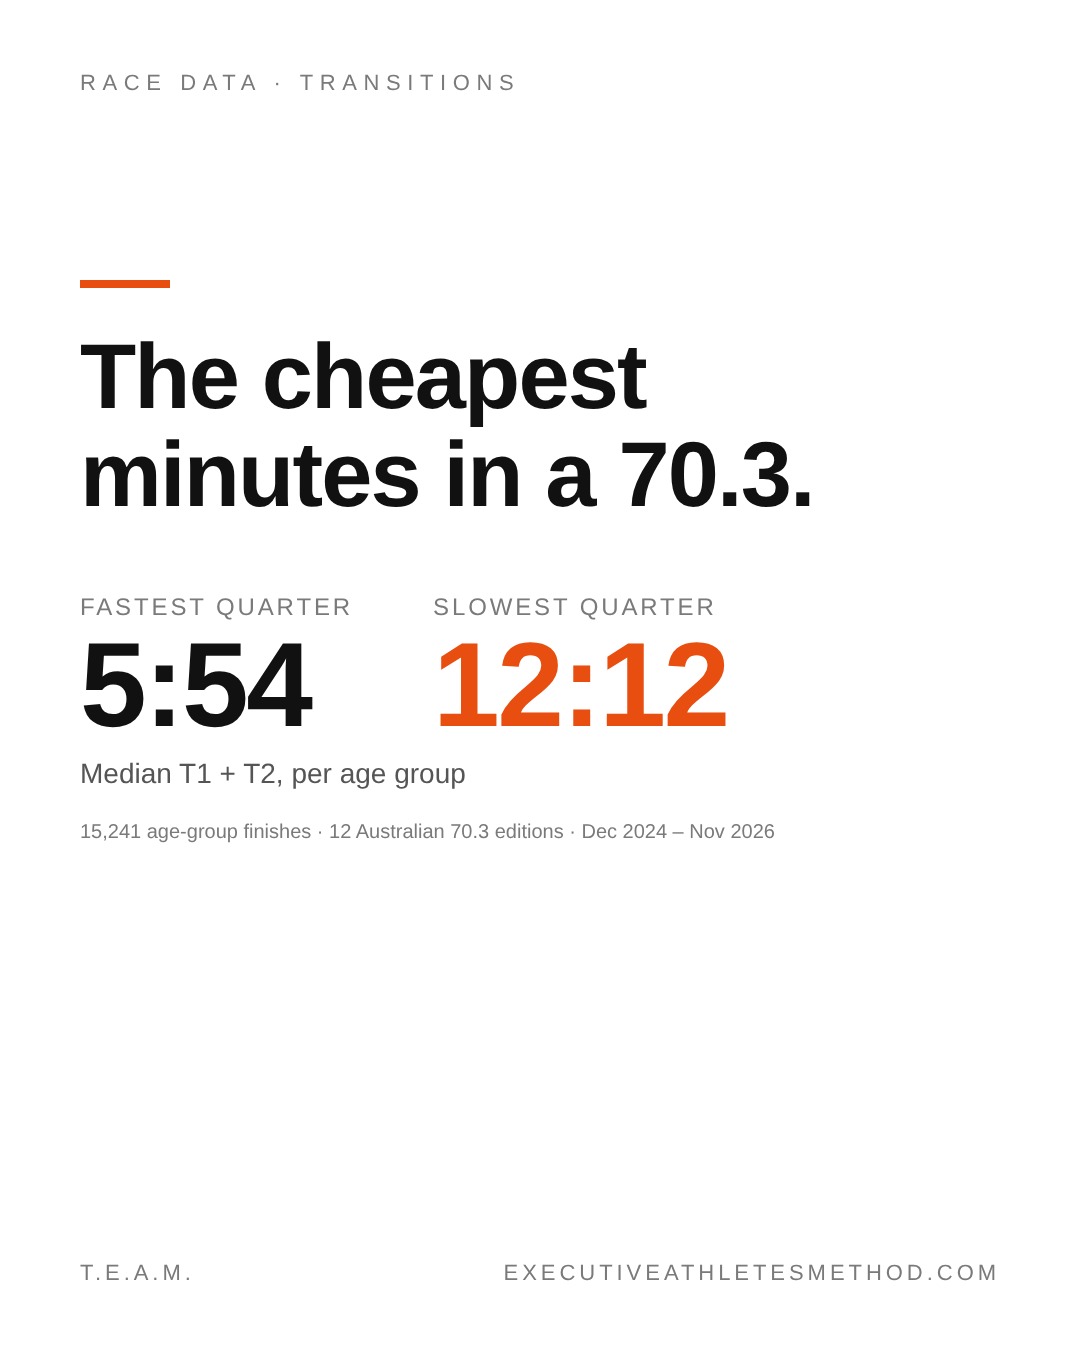 RACE DATA · TRANSITIONS
The cheapest
minutes in a 70.3.
FASTEST QUARTER SLOWEST QUARTER
5:54 12:12
Median T1 + T2, per age group
15,241 age-group finishes · 12 Australian 70.3 editions · Dec 2024 – Nov 2026
T.E.A.M. EXECUTIVEATHLETESMETHOD.COM